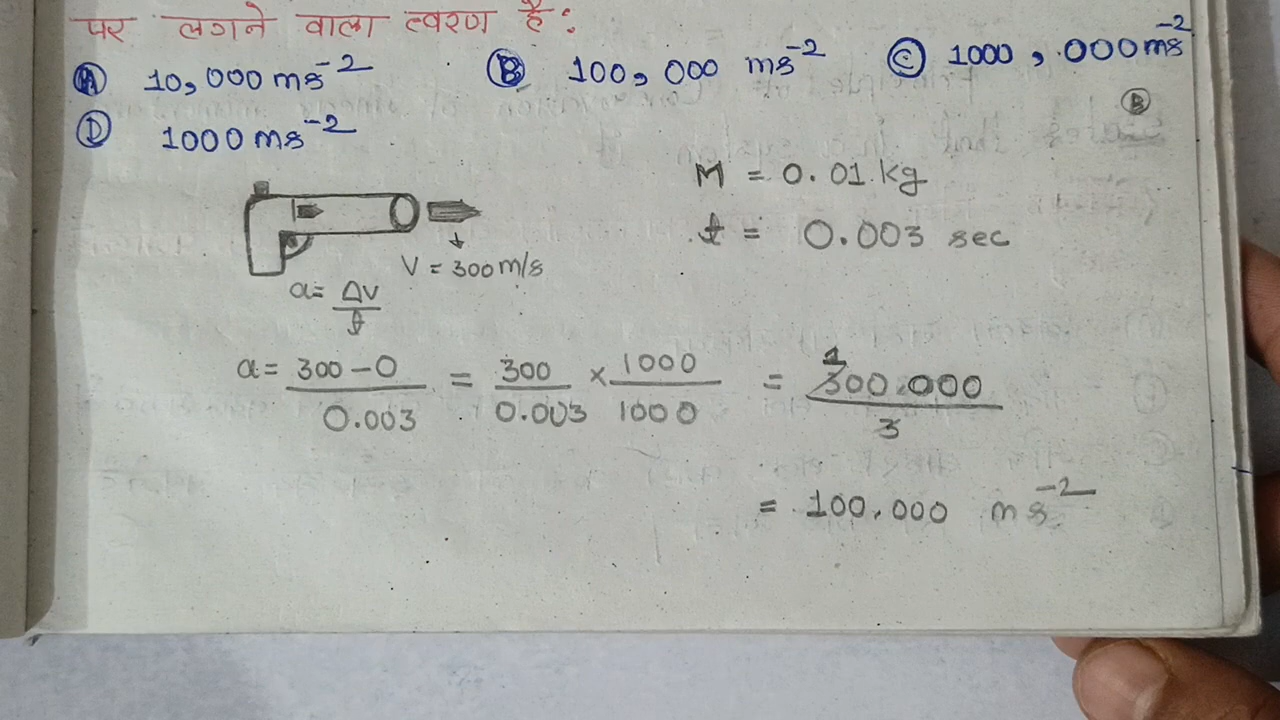 पर लगने वाला त्वरण है:
Ⓐ 10,000 ms⁻² Ⓑ 100,000 ms⁻² Ⓒ 1000,000 ms⁻²
Ⓓ 1000 ms⁻²
Ⓑ
M = 0.01 kg
t = 0.003 sec
V = 300 m/s
a = ΔV/t
a = 300 - 0/0.003 = 300/0.003 × 1000/1000 = 1 300.000/3
= 100.000 ms⁻²